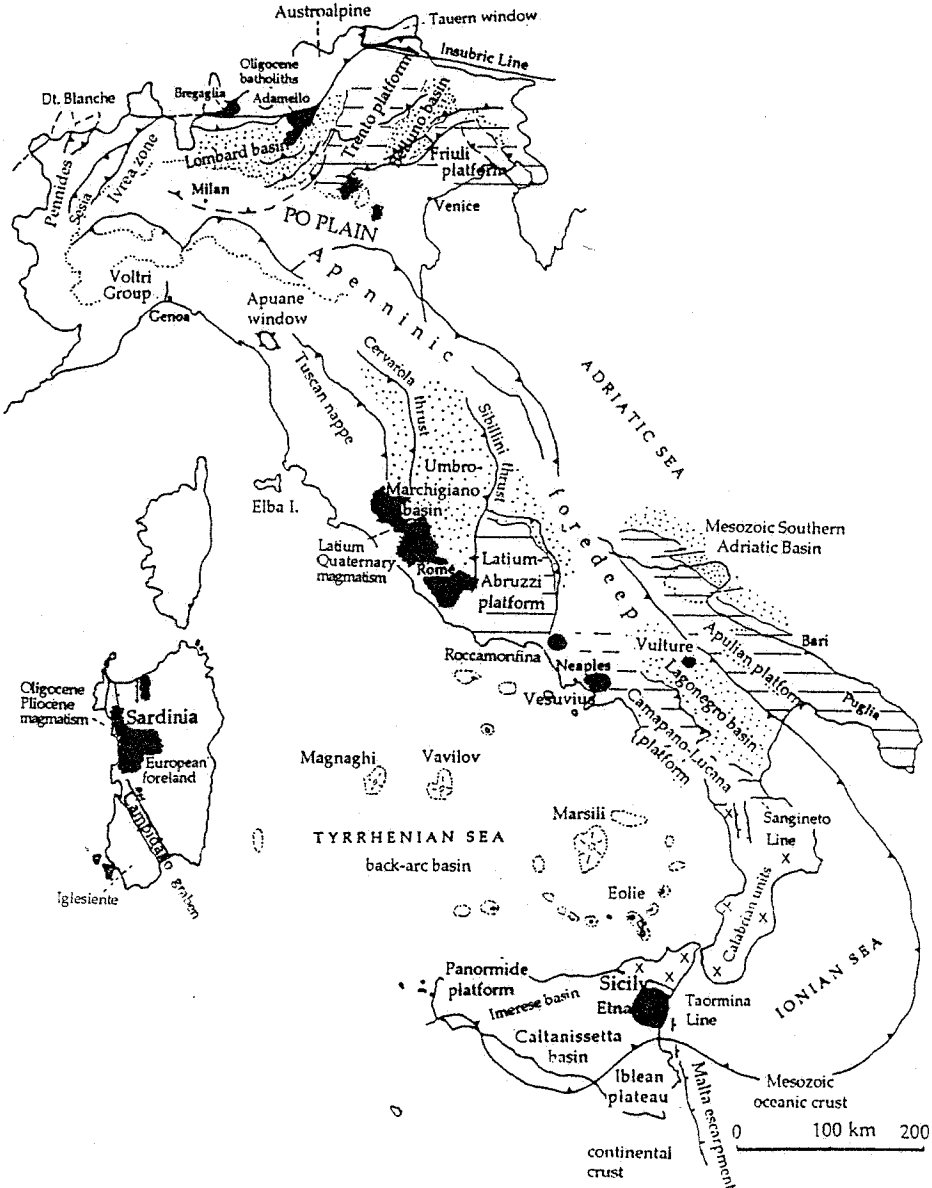 Austroalpine
Tauern window
Insubric Line
Oligocene
batholiths
Bregaglia
Adamello
Dt. Blanche
Trento platform
Belluno basin
Lombard basin
Friuli
platform
Pennides
Sesia
Ivrea zone
Milan
Venice
PO PLAIN
Voltri
Group
Genoa
Apuane
window
Apenninic
foredeep
Cervarola
thrust
Tuscan nappe
Sibillini
thrust
ADRIATIC SEA
Umbro-
Marchigiano
basin
Elba I.
Latium
Quaternary
magmatism
Rome
Latium-
Abruzzi
platform
Mesozoic Southern
Adriatic Basin
Roccamonfina
Neaples
Vesuvius
Vulture
Apulian platform
Bari
Puglia
Lagonegro basin
Camapano-Lucana
platform
Oligocene
Pliocene
magmatism
Sardinia
European
foreland
Campidano
graben
Iglesiente
Magnaghi
Vavilov
Marsili
TYRRHENIAN SEA
back-arc basin
Sangineto
Line
Eolie
Calabrian units
IONIAN SEA
Panormide
platform
Imerese basin
Sicily
Etna
Taormina
Line
Caltanissetta
basin
Iblean
plateau
Malta escarpment
Mesozoic
oceanic crust
continental
crust
0 100 km 200
X
X
X
X
X
X
X